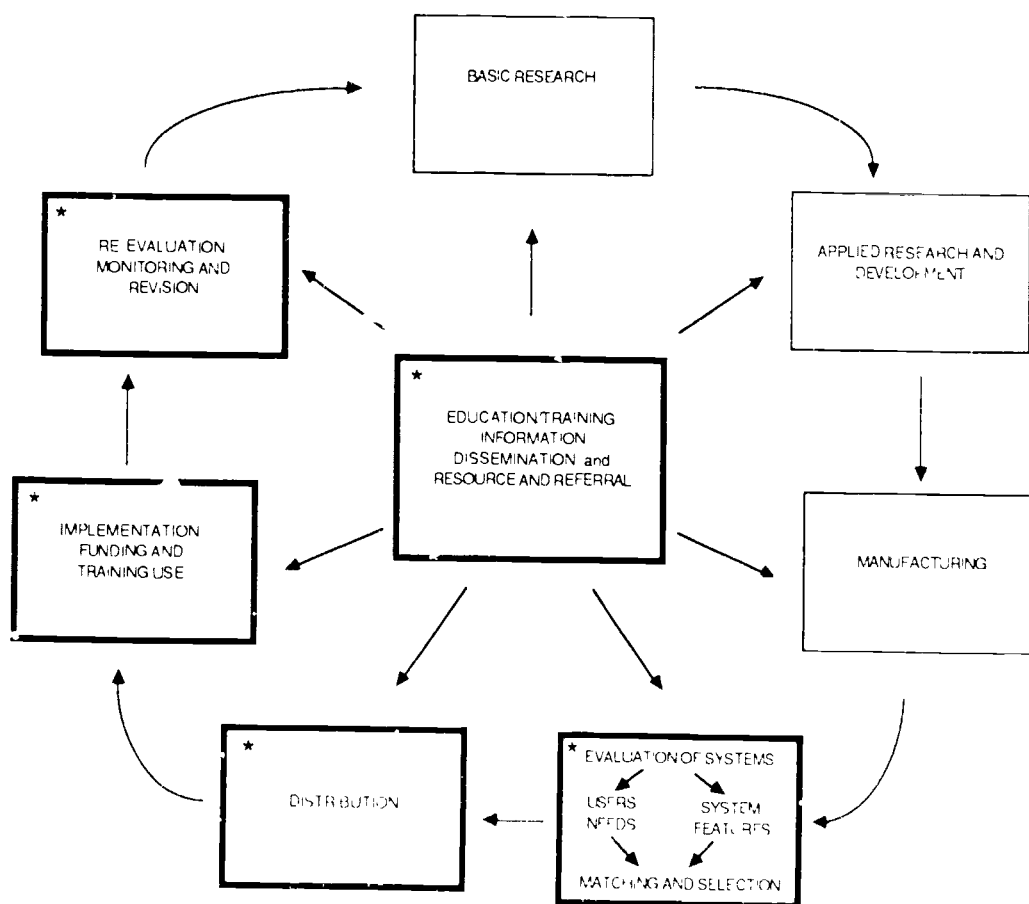 BASIC RESEARCH
★
RE EVALUATION
MONITORING AND
REVISION
APPLIED RESEARCH AND
DEVELOPMENT
★
EDUCATION/TRAINING
INFORMATION
DISSEMINATION and
RESOURCE AND REFERRAL
★
IMPLEMENTATION
FUNDING AND
TRAINING USE
MANUFACTURING
★
DISTRIBUTION
★
EVALUATION OF SYSTEMS
USERS
NEEDS
SYSTEM
FEATURES
MATCHING AND SELECTION